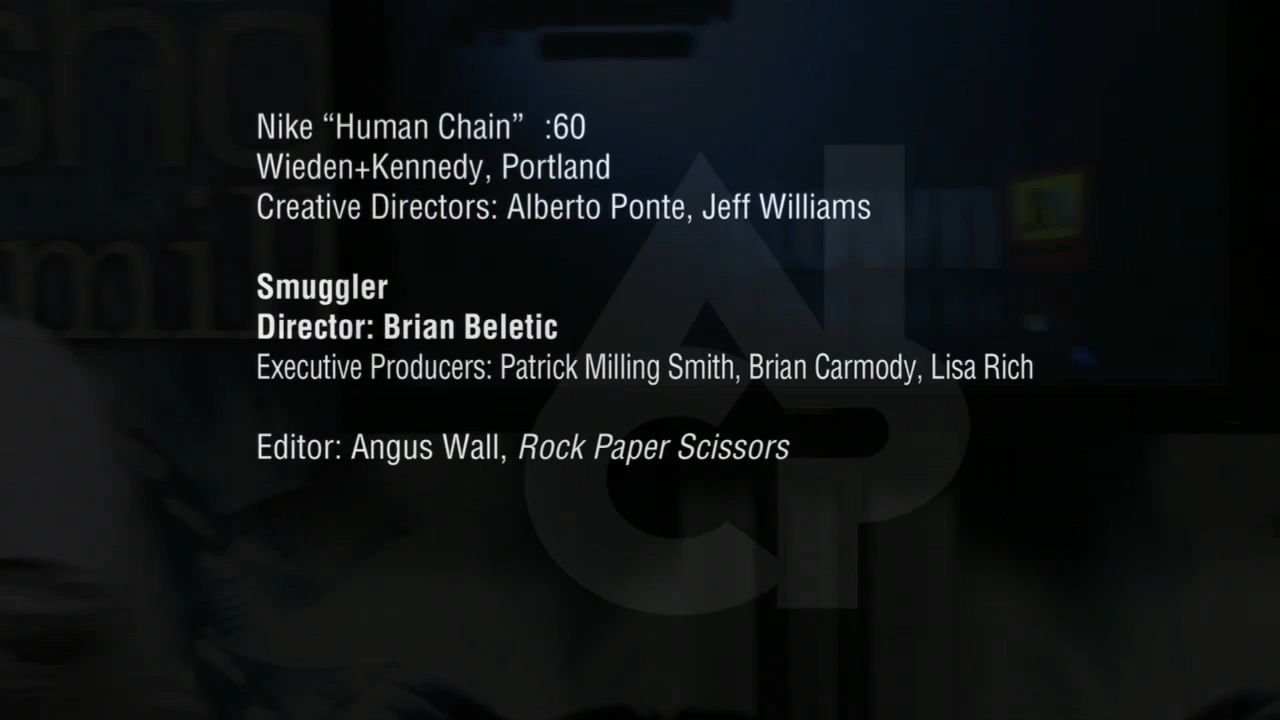 Nike “Human Chain” :60
Wieden+Kennedy, Portland
Creative Directors: Alberto Ponte, Jeff Williams
Smuggler
Director: Brian Beletic
Executive Producers: Patrick Milling Smith, Brian Carmody, Lisa Rich
Editor: Angus Wall, Rock Paper Scissors
AICP